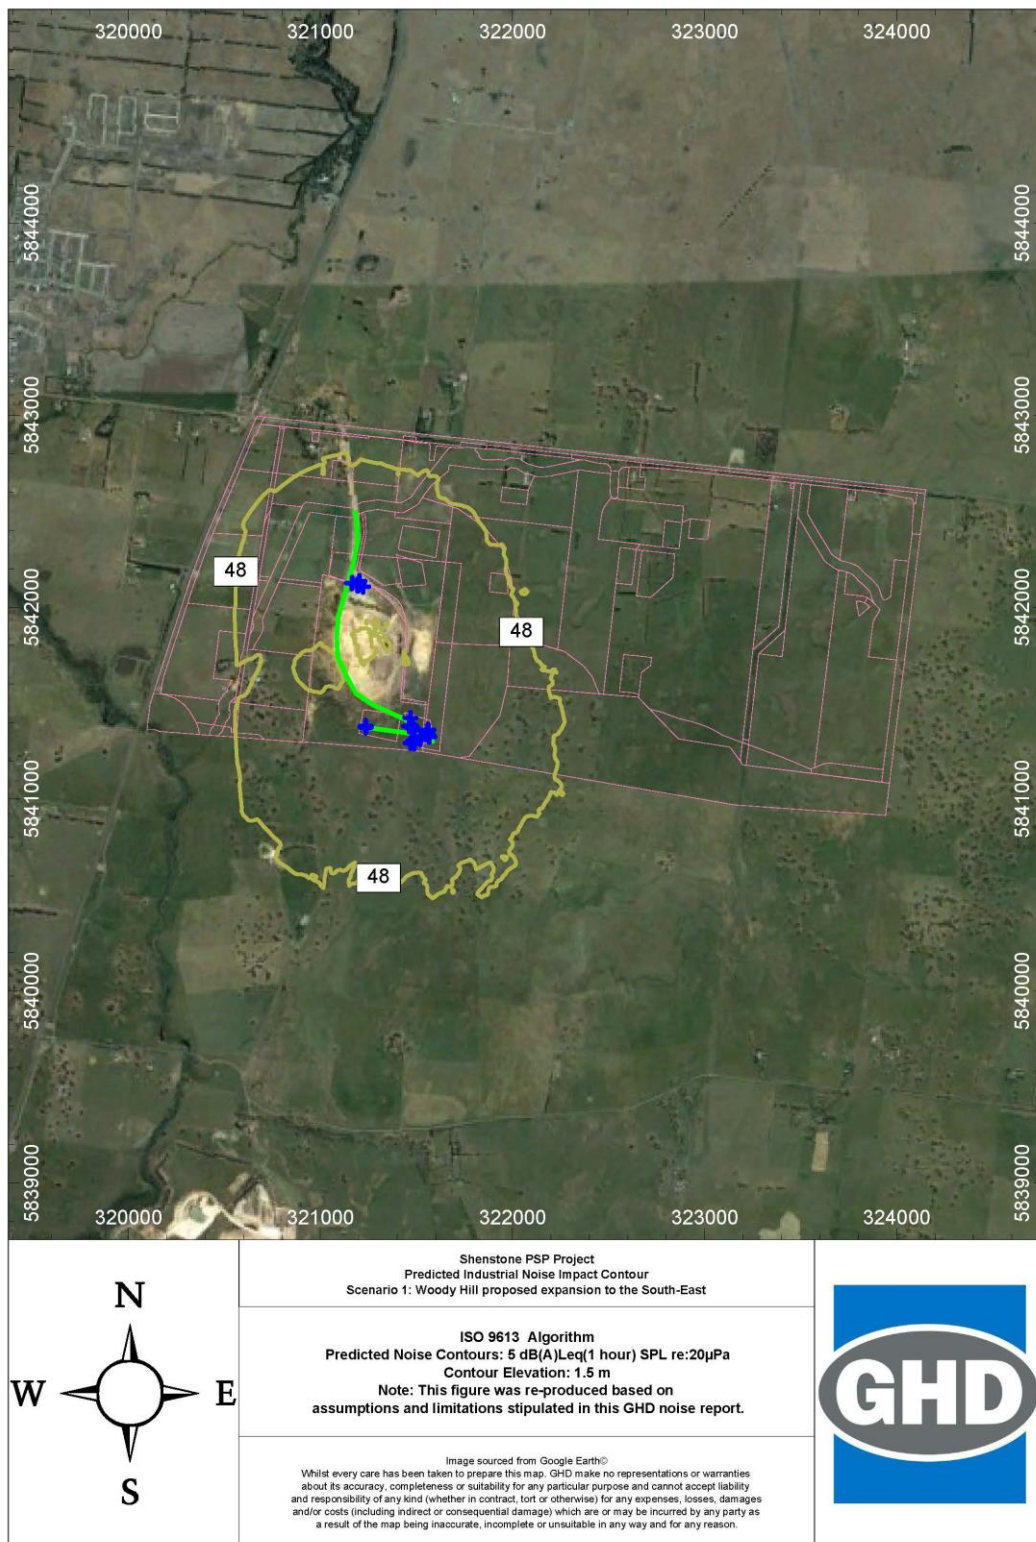 320000 321000 322000 323000 324000
5844000 5844000
5843000 5843000
48
5842000 5842000
48
5841000 5841000
48
5840000 5840000
5839000 5839000
320000 321000 322000 323000 324000
N
W E
S
Shenstone PSP Project
Predicted Industrial Noise Impact Contour
Scenario 1: Woody Hill proposed expansion to the South-East
ISO 9613 Algorithm
Predicted Noise Contours: 5 dB(A)Leq(1 hour) SPL re:20µPa
Contour Elevation: 1.5 m
Note: This figure was re-produced based on
assumptions and limitations stipulated in this GHD noise report.
Image sourced from Google Earth©
Whilst every care has been taken to prepare this map. GHD make no representations or warranties
about its accuracy, completeness or suitability for any particular purpose and cannot accept liability
and responsibility of any kind (whether in contract, tort or otherwise) for any expenses, losses, damages
and/or costs (including indirect or consequential damage) which are or may be incurred by any party as
a result of the map being inaccurate, incomplete or unsuitable in any way and for any reason.
GHD